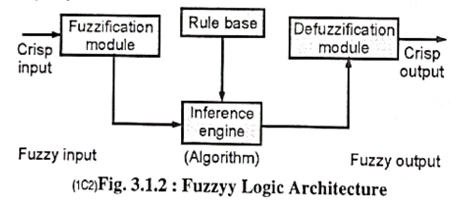 Fuzzification
module
Rule base
Defuzzification
module
Crisp
input
Crisp
output
Inference
engine
(Algorithm)
Fuzzy input
Fuzzy output
(1C2)Fig. 3.1.2 : Fuzzyy Logic Architecture